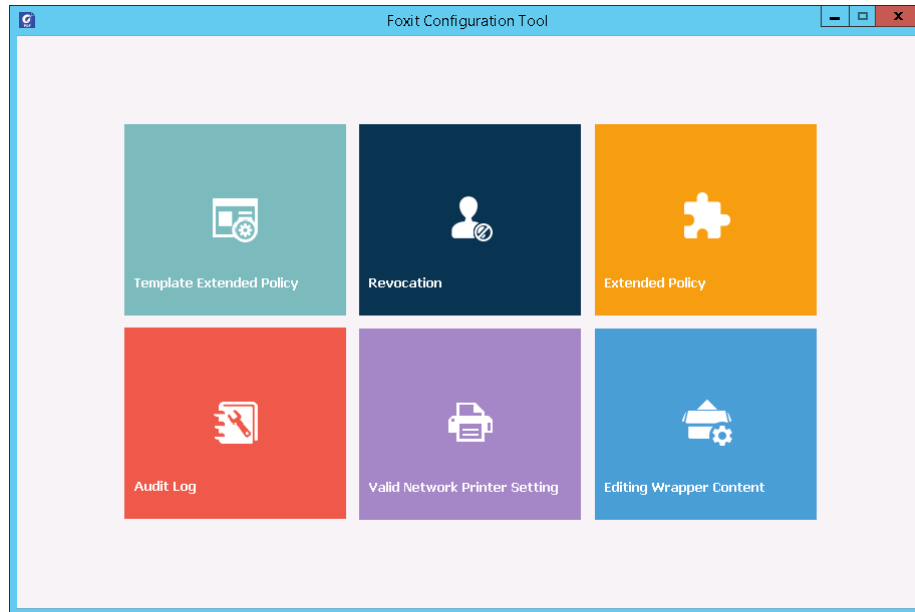 Foxit Configuration Tool
Template Extended Policy
Revocation
Extended Policy
Audit Log
Valid Network Printer Setting
Editing Wrapper Content